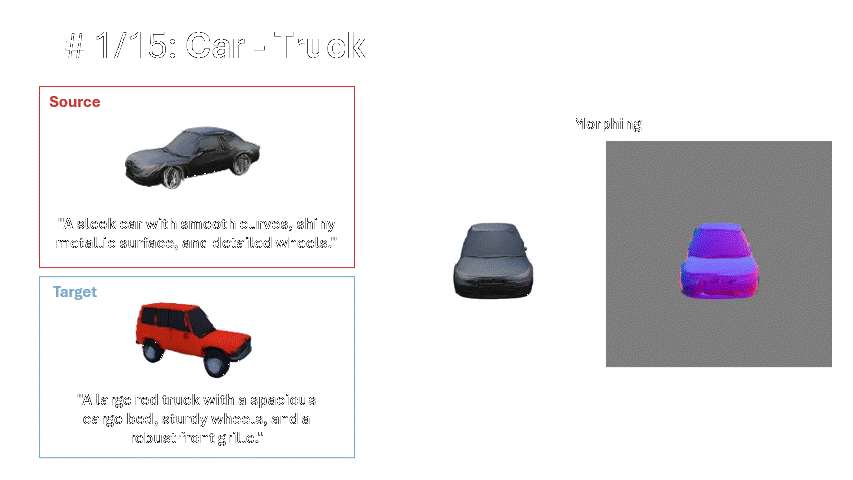 # 1/15: Car - Truck
Source
"A sleek car with smooth curves, shiny
metallic surface, and detailed wheels."
Morphing
Target
"A large red truck with a spacious
cargo bed, sturdy wheels, and a
robust front grille."